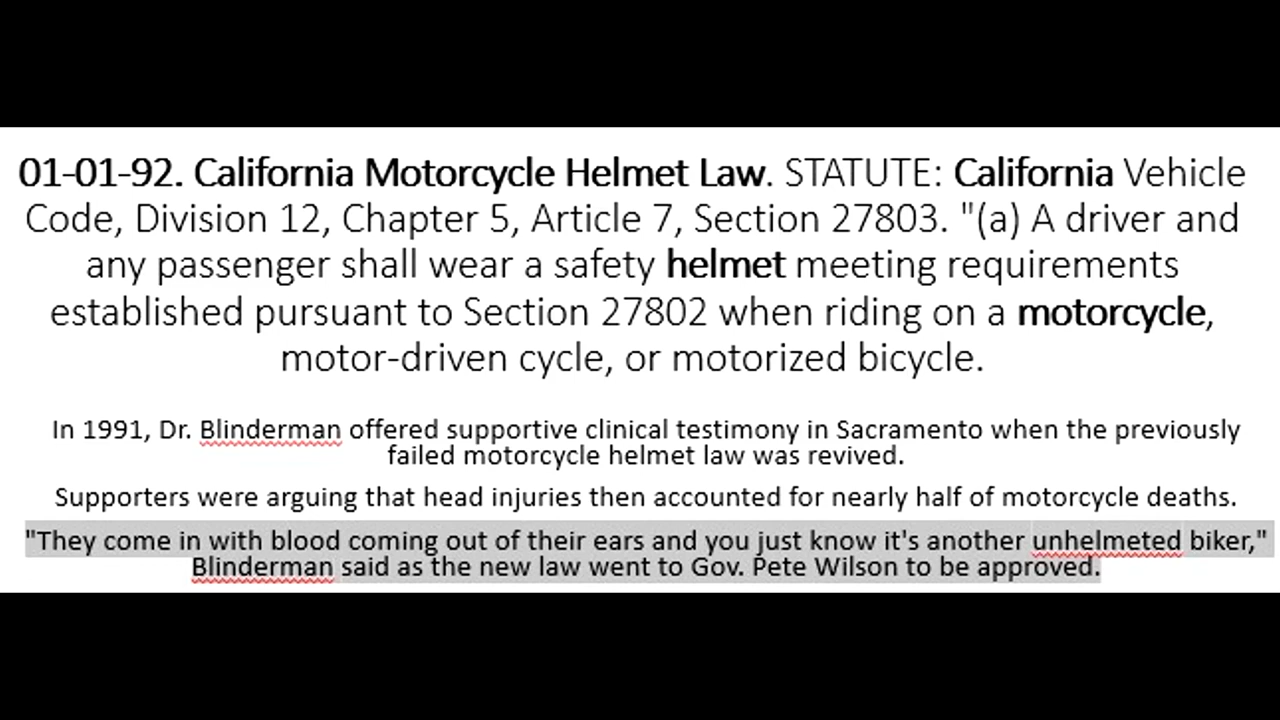 01-01-92. California Motorcycle Helmet Law. STATUTE: California Vehicle
Code, Division 12, Chapter 5, Article 7, Section 27803. "(a) A driver and
any passenger shall wear a safety helmet meeting requirements
established pursuant to Section 27802 when riding on a motorcycle,
motor-driven cycle, or motorized bicycle.
In 1991, Dr. Blinderman offered supportive clinical testimony in Sacramento when the previously
failed motorcycle helmet law was revived.
Supporters were arguing that head injuries then accounted for nearly half of motorcycle deaths.
"They come in with blood coming out of their ears and you just know it's another unhelmeted biker,"
Blinderman said as the new law went to Gov. Pete Wilson to be approved.